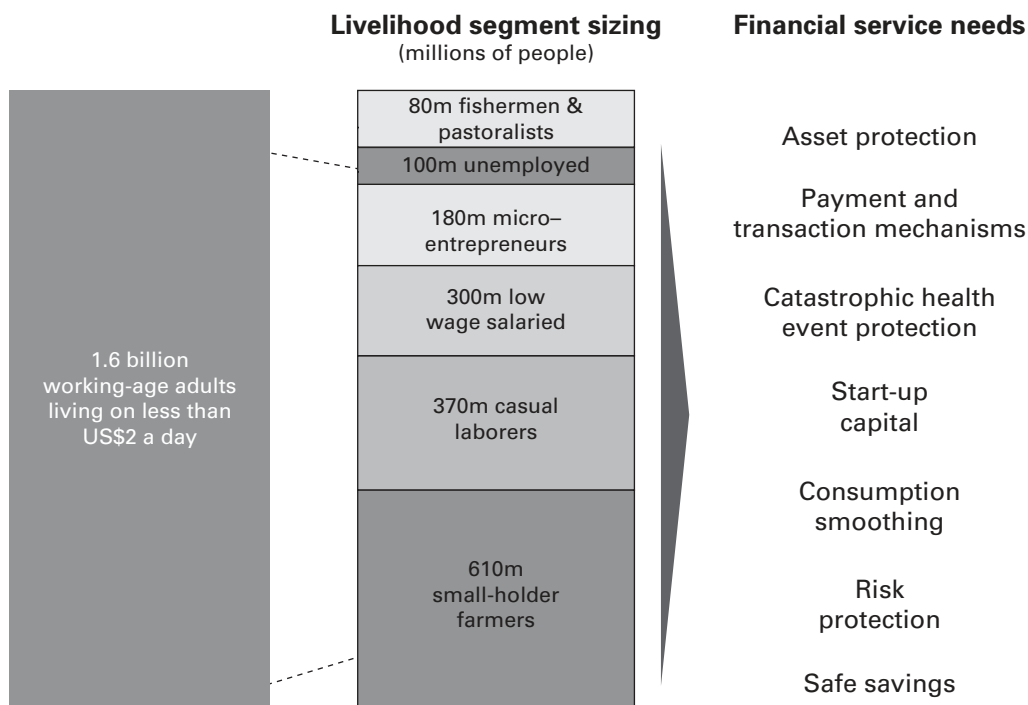 Livelihood segment sizing
(millions of people)
Financial service needs
1.6 billion
working-age adults
living on less than
US$2 a day
80m fishermen &
pastoralists
100m unemployed
180m micro–
entrepreneurs
300m low
wage salaried
370m casual
laborers
610m
small-holder
farmers
Asset protection
Payment and
transaction mechanisms
Catastrophic health
event protection
Start-up
capital
Consumption
smoothing
Risk
protection
Safe savings